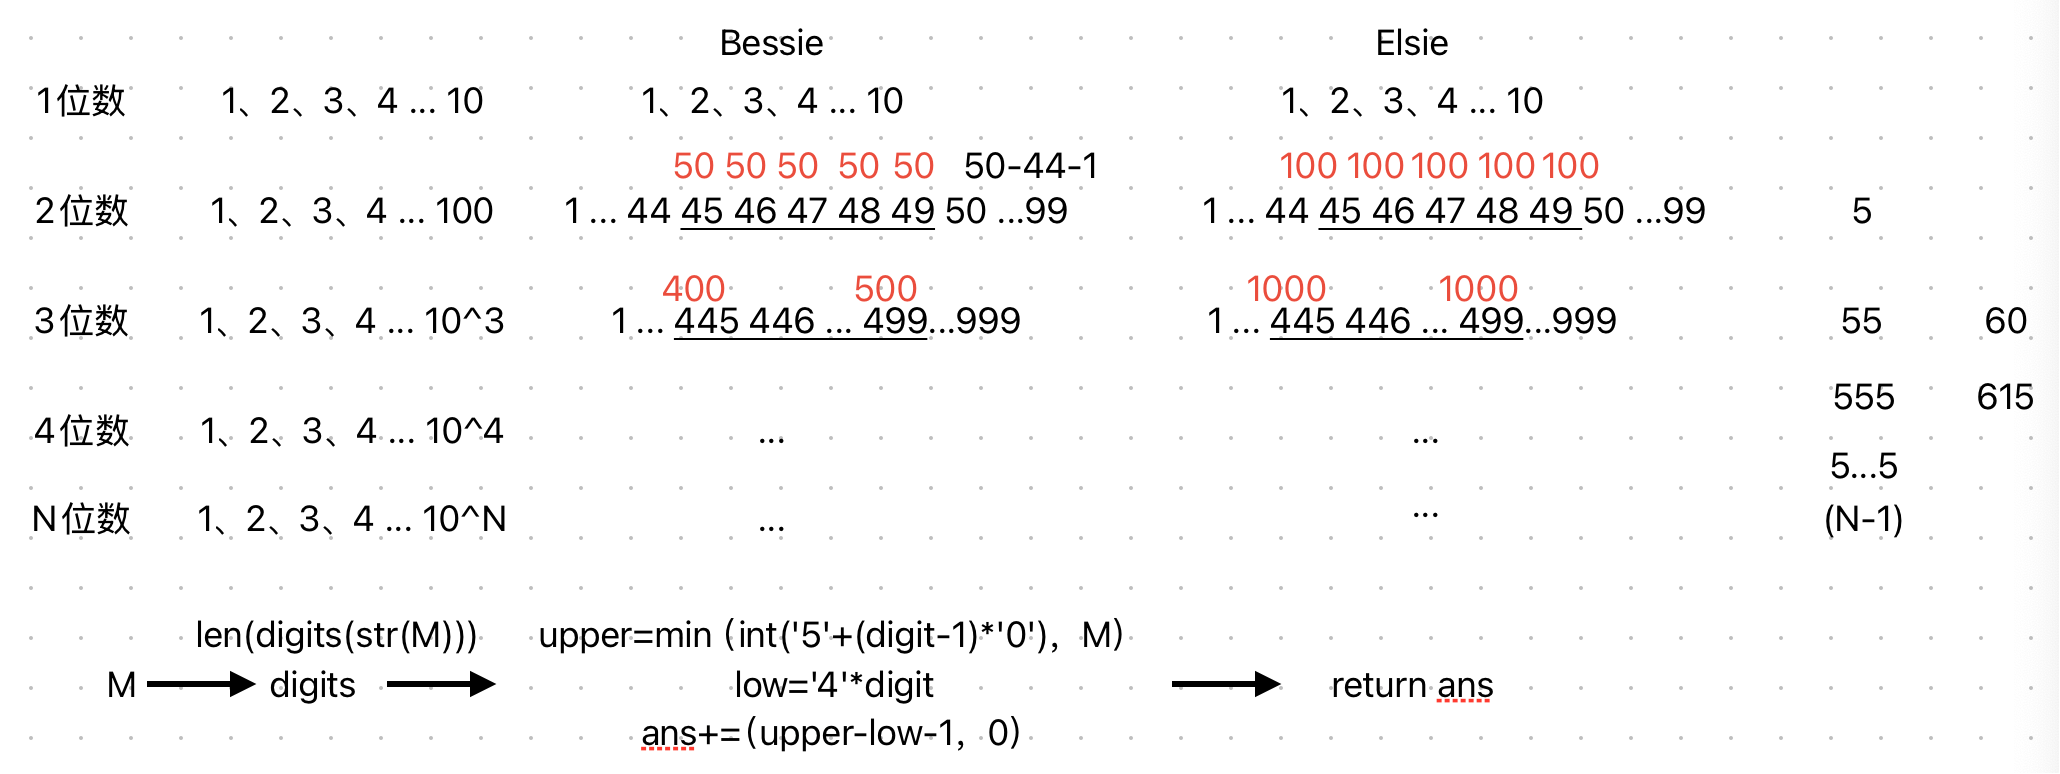 Bessie Elsie
1位数 1、2、3、4 ... 10 1、2、3、4 ... 10 1、2、3、4 ... 10
50 50 50 50 50 50-44-1 100 100 100 100 100
2位数 1、2、3、4 ... 100 1 ... 44 45 46 47 48 49 50 ...99 1 ... 44 45 46 47 48 49 50 ...99 5
400 500 1000 1000
3位数 1、2、3、4 ... 10^3 1 ... 445 446 ... 499...999 1 ... 445 446 ... 499...999 55 60
555 615
4位数 1、2、3、4 ... 10^4 ... ...
5...5
N位数 1、2、3、4 ... 10^N ... ... (N-1)
len(digits(str(M))) upper=min（int('5'+(digit-1)*'0')，M）
M digits low='4'*digit return ans
ans+=（upper-low-1，0）